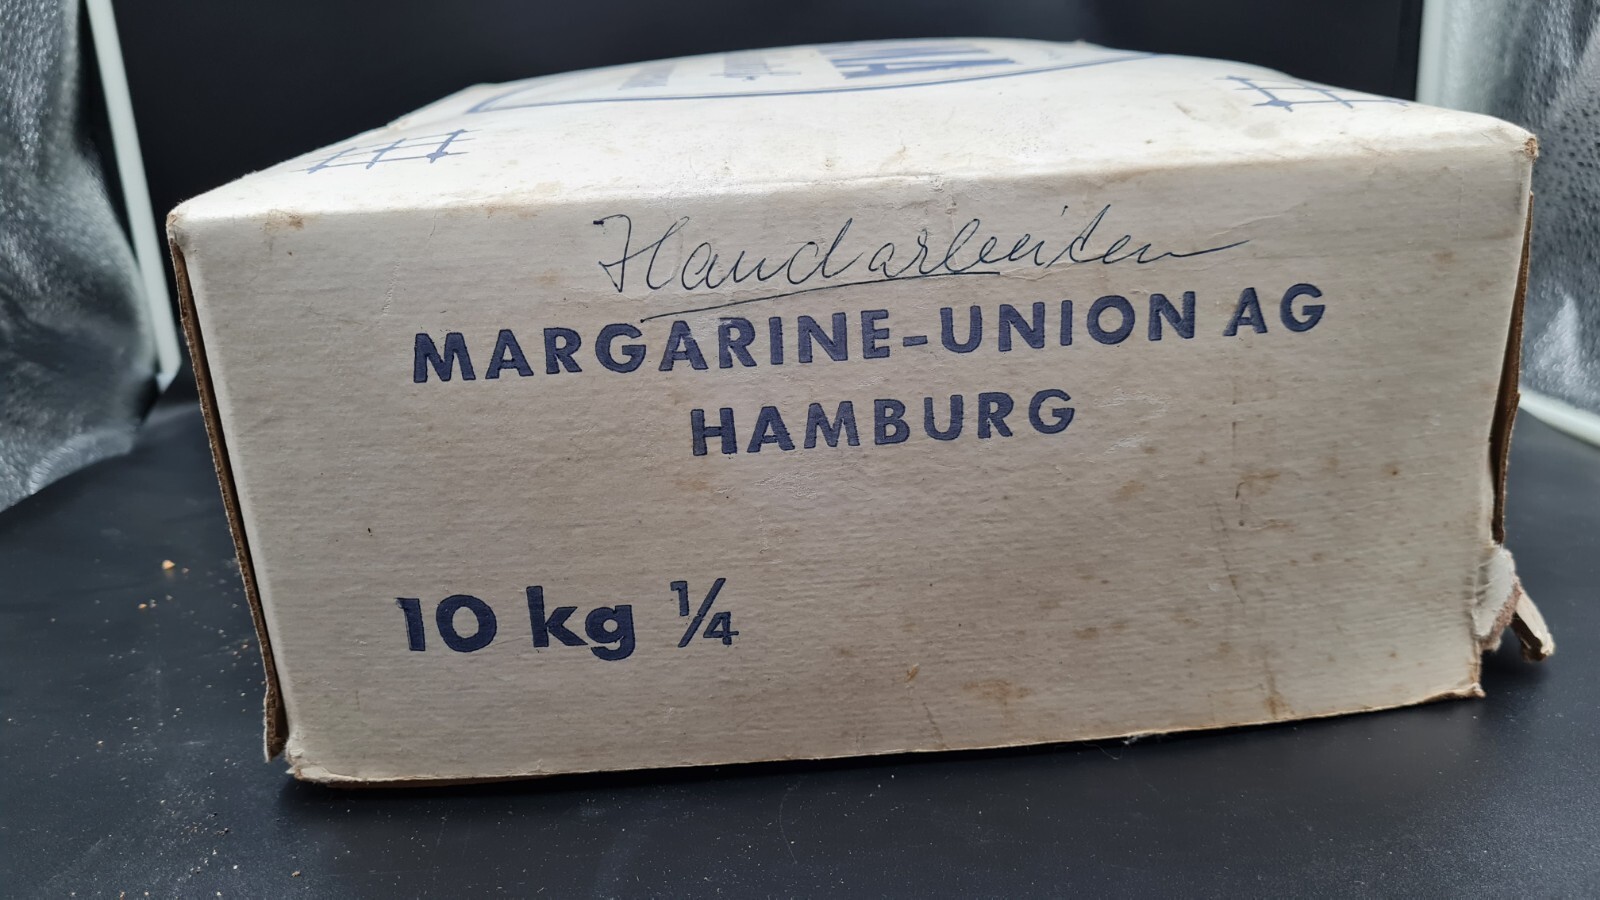 Handarbeiten
MARGARINE-UNION AG
HAMBURG
10 kg ¼